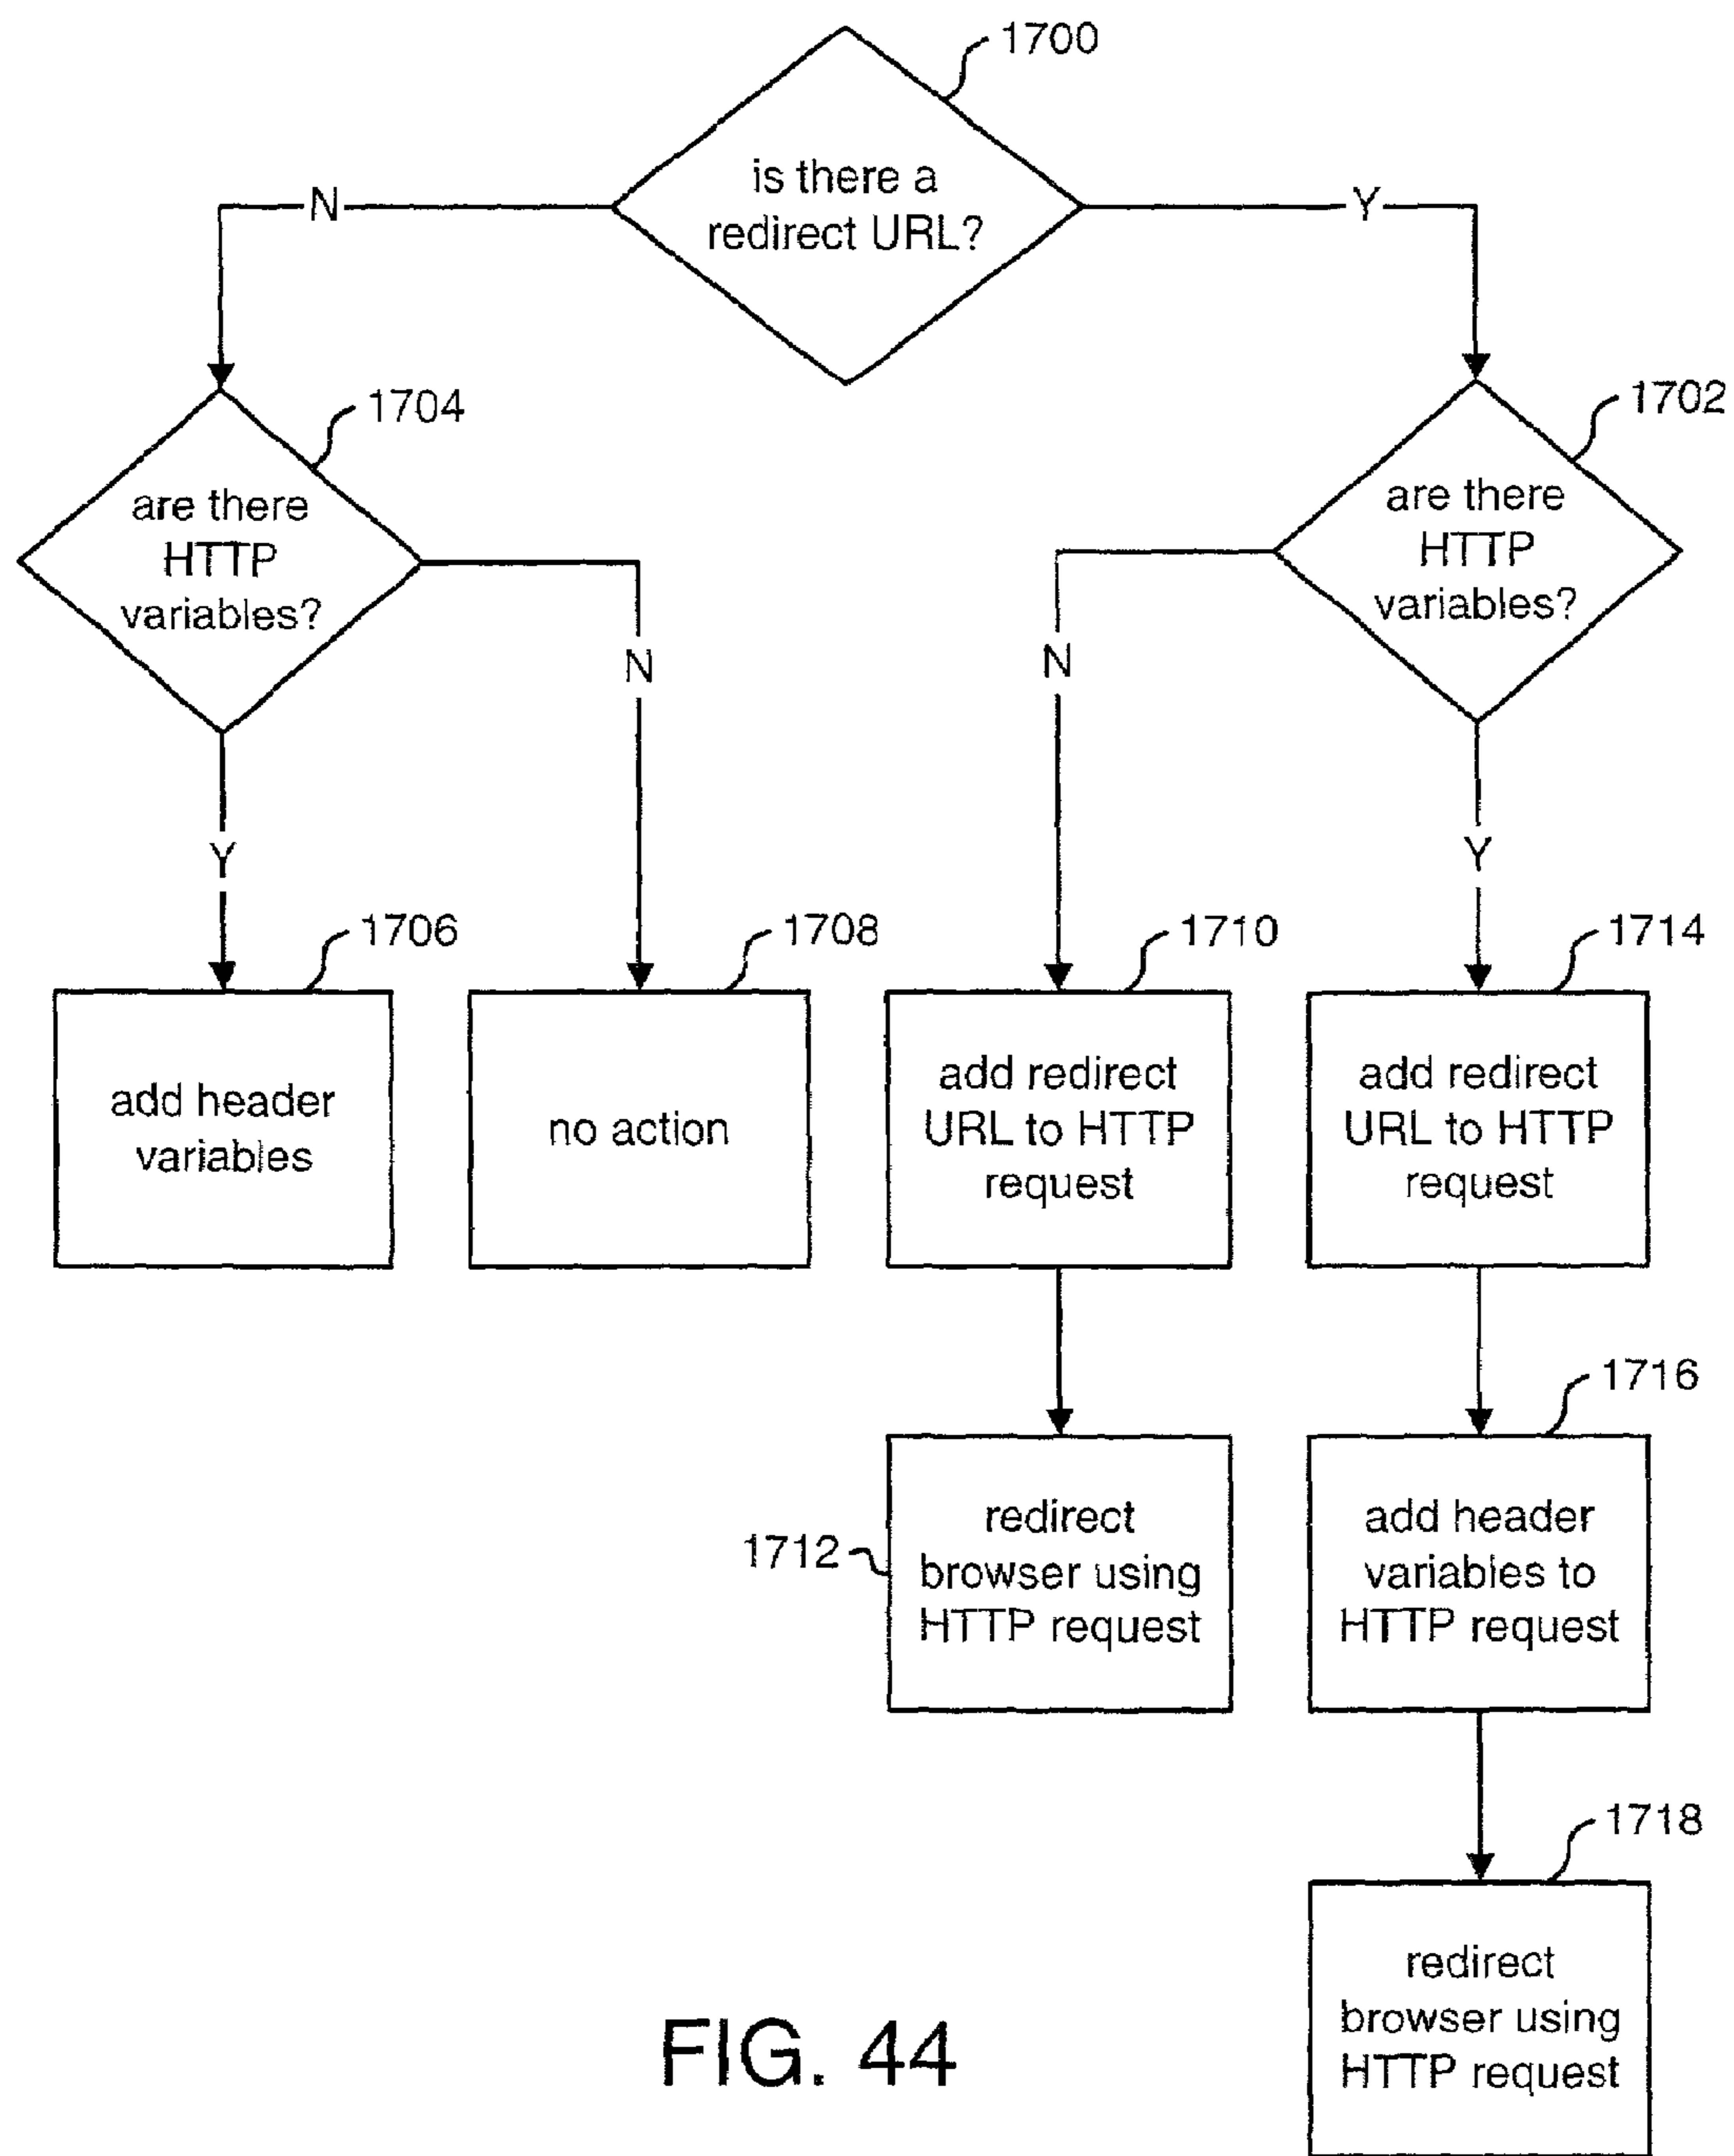 1700
is there a
redirect URL?
N
Y
1704
are there
HTTP
variables?
1702
are there
HTTP
variables?
N
N
Y
Y
1706
add header
variables
1708
no action
1710
add redirect
URL to HTTP
request
1714
add redirect
URL to HTTP
request
1712
redirect
browser using
HTTP request
1716
add header
variables to
HTTP request
1718
redirect
browser using
HTTP request
FIG. 44